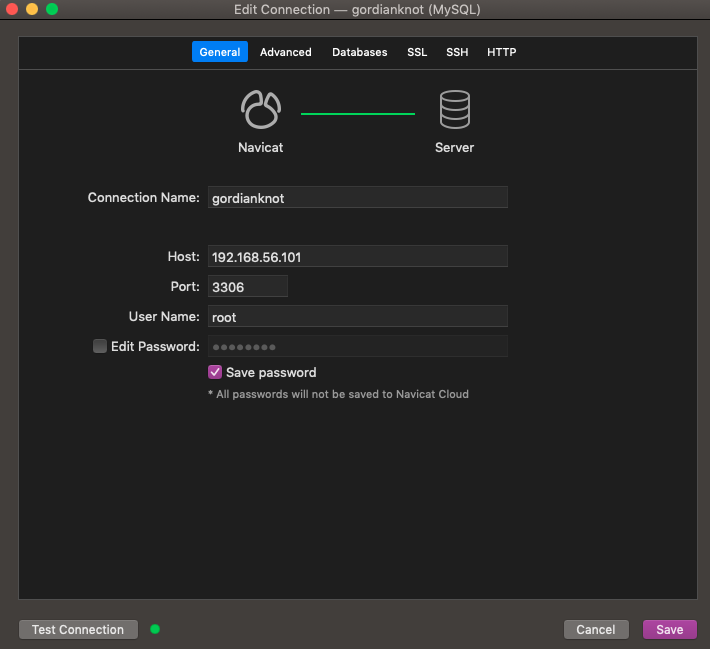 Edit Connection — gordianknot (MySQL)
General Advanced Databases SSL SSH HTTP
Navicat Server
Connection Name: gordianknot
Host: 192.168.56.101
Port: 3306
User Name: root
Edit Password: ●●●●●●●●
Save password
* All passwords will not be saved to Navicat Cloud
Test Connection Cancel Save